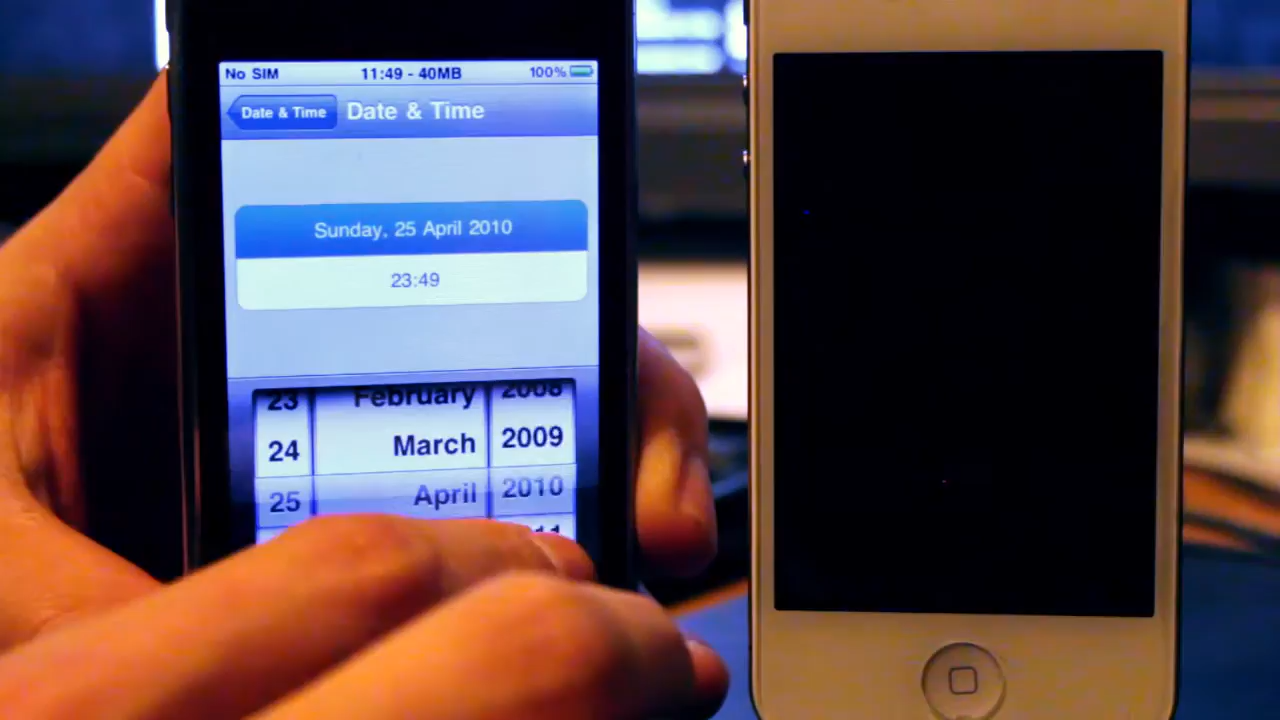 No SIM 11:49 - 40MB 100%
Date & Time Date & Time
Sunday, 25 April 2010
23:49
23 February 2008
24 March 2009
25 April 2010